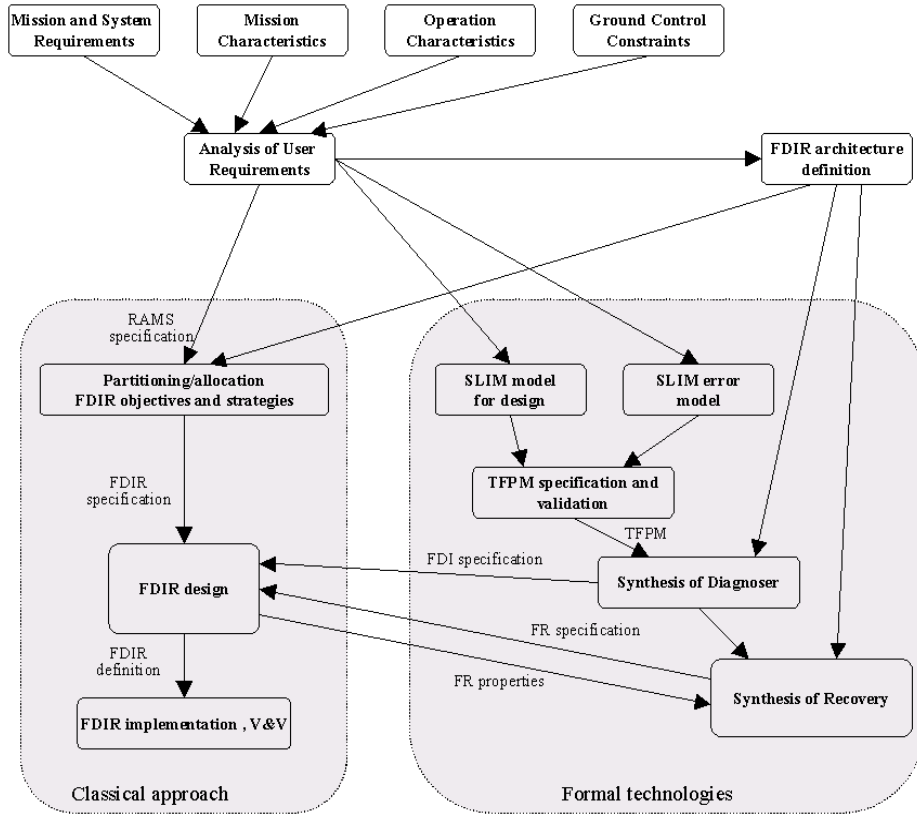 Mission and System
Requirements
Mission
Characteristics
Operation
Characteristics
Ground Control
Constraints
Analysis of User
Requirements
FDIR architecture
definition
RAMS
specification
Partitioning/allocation
FDIR objectives and strategies
SLIM model
for design
SLIM error
model
FDIR
specification
TFPM specification and
validation
TFPM
FDI specification
FDIR design
Synthesis of Diagnoser
FR specification
FDIR
definition
FR properties
Synthesis of Recovery
FDIR implementation , V&V
Classical approach
Formal technologies